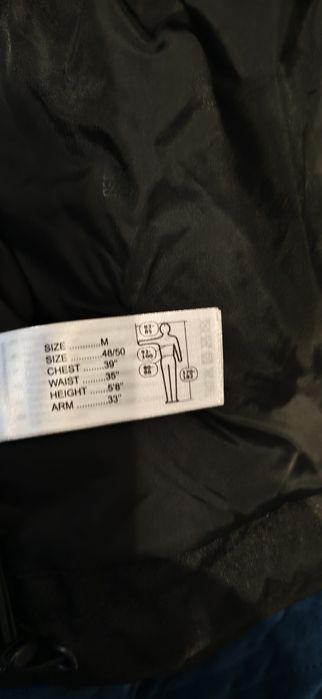 SIZE ...........M
SIZE ..........48/50
CHEST ........39"
WAIST ........35"
HEIGHT .....5'8"
ARM ...........33"